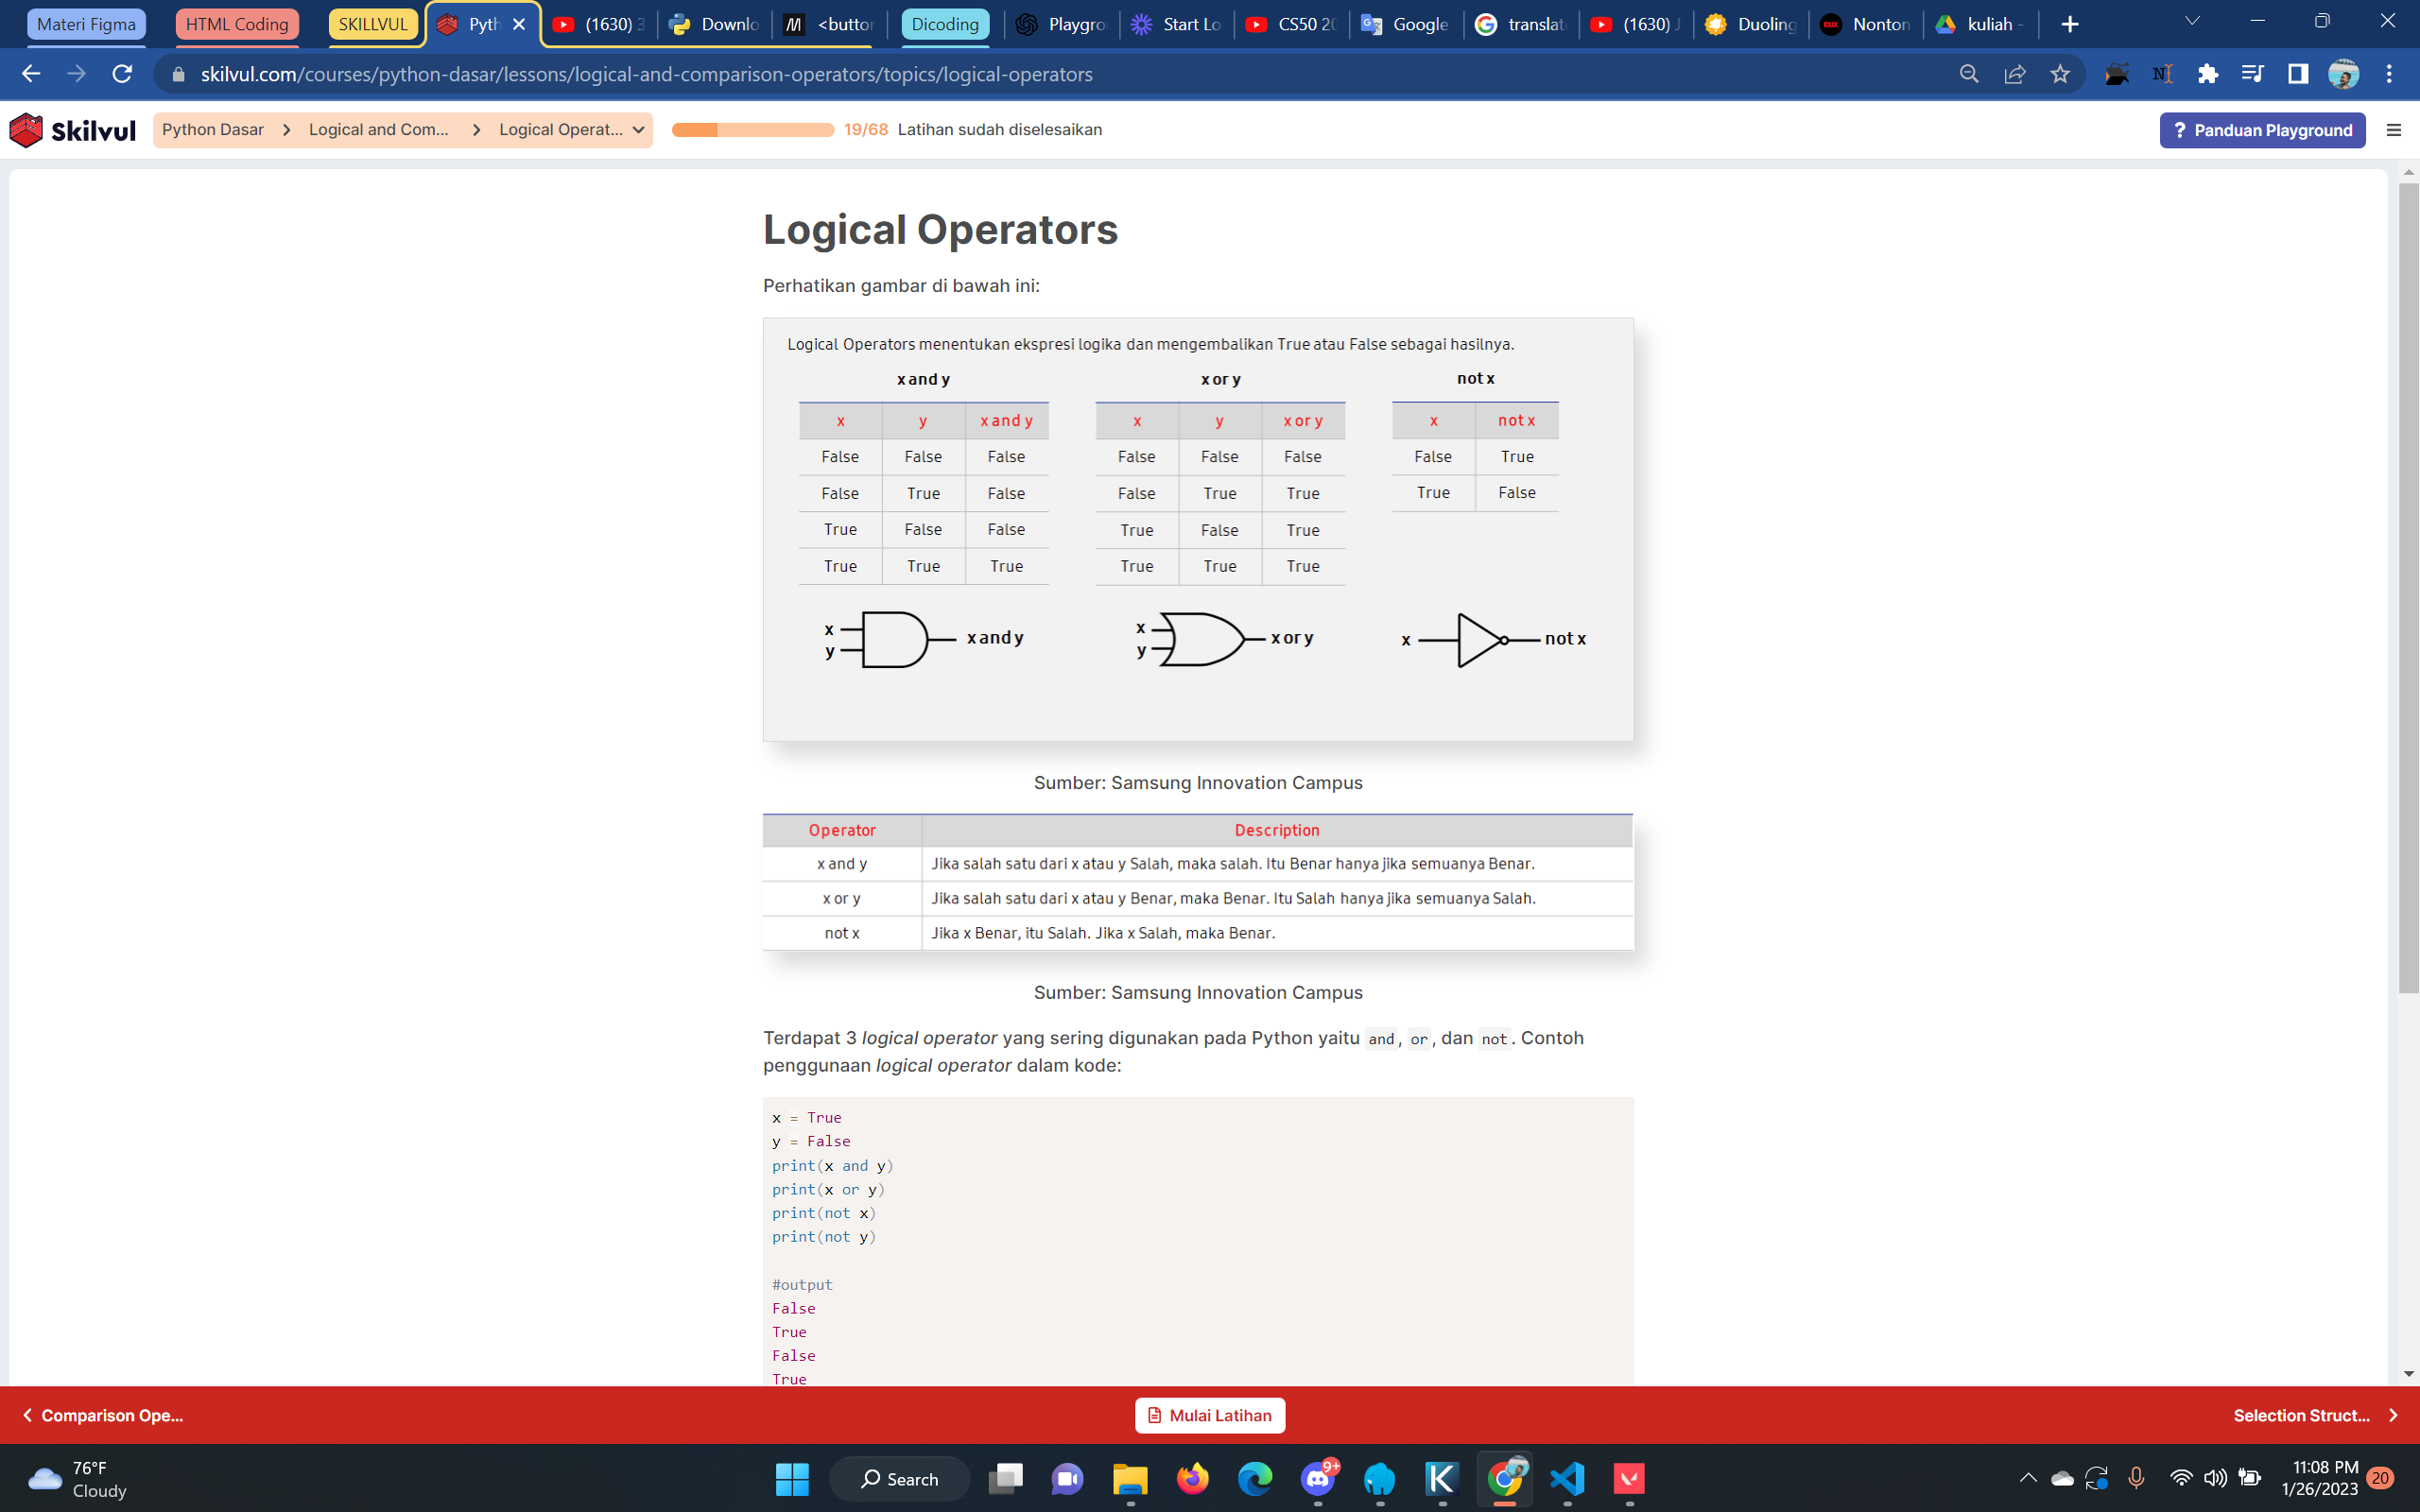 Materi Figma HTML Coding SKILLVUL Pyth (1630) 3 Downlo <button Dicoding Playgro Start Lo CS50 20 Google translat (1630) J Duoling Nonton kuliah -
skilvul.com/courses/python-dasar/lessons/logical-and-comparison-operators/topics/logical-operators
Skilvul Python Dasar > Logical and Com... > Logical Operat... 19/68 Latihan sudah diselesaikan ? Panduan Playground
Logical Operators
Perhatikan gambar di bawah ini:
Logical Operators menentukan ekspresi logika dan mengembalikan True atau False sebagai hasilnya.
x and y x or y not x
x y x and y x y x or y x not x
False False False False False False False True
False True False False True True True False
True False False True False True
True True True True True True
x x
y x and y y x or y x not x
Sumber: Samsung Innovation Campus
Operator Description
x and y Jika salah satu dari x atau y Salah, maka salah. Itu Benar hanya jika semuanya Benar.
x or y Jika salah satu dari x atau y Benar, maka Benar. Itu Salah hanya jika semuanya Salah.
not x Jika x Benar, itu Salah. Jika x Salah, maka Benar.
Sumber: Samsung Innovation Campus
Terdapat 3 logical operator yang sering digunakan pada Python yaitu and, or, dan not. Contoh
penggunaan logical operator dalam kode:
x = True
y = False
print(x and y)
print(x or y)
print(not x)
print(not y)
#output
False
True
False
True
< Comparison Ope... Mulai Latihan Selection Struct... >
76°F
Cloudy
Search
9+
11:08 PM
1/26/2023 20